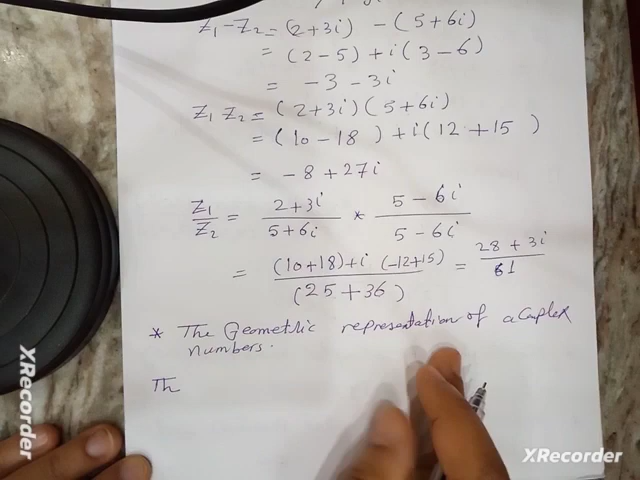 Z1-Z2 = (2+3i) - (5+6i)
= (2-5) + i(3-6)
= -3-3i
Z1 Z2 = (2+3i)(5+6i)
= (10-18) + i(12+15)
= -8+27i
Z1/Z2 = 2+3i/5+6i * 5-6i/5-6i
= (10+18)+i(-12+15)/(25+36) = 28+3i/61
* The Geometric representation of a Complex
numbers.
Th
XRecorder
XRecorder